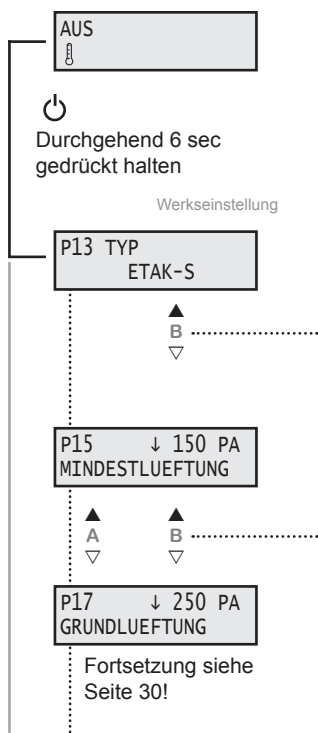 AUS
Durchgehend 6 sec
gedrückt halten
Werkseinstellung
P13 TYP
ETAK-S
B
P15 ↓ 150 PA
MINDESTLUEFTUNG
A B
P17 ↓ 250 PA
GRUNDLUEFTUNG
Fortsetzung siehe
Seite 30!